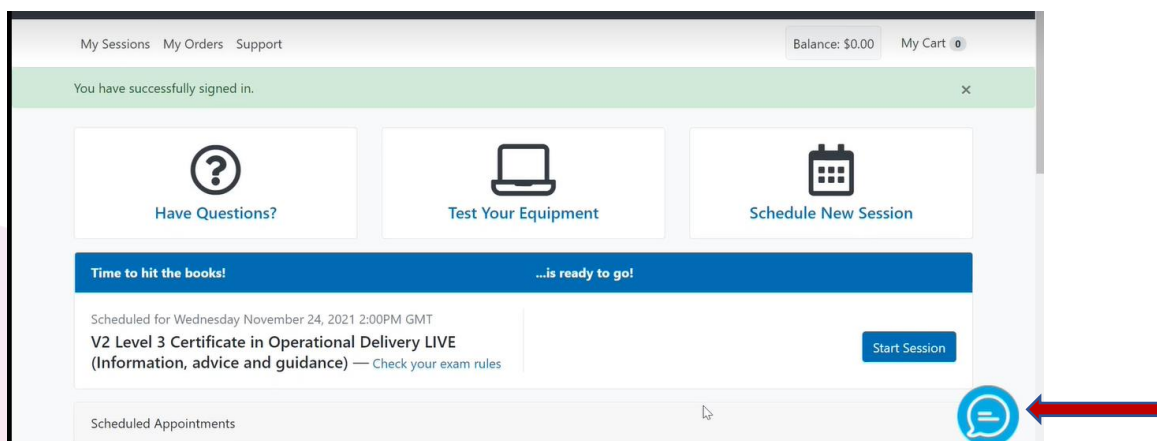 My Sessions My Orders Support Balance: $0.00 My Cart 0
You have successfully signed in. ×
Have Questions? Test Your Equipment Schedule New Session
Time to hit the books! ...is ready to go!
Scheduled for Wednesday November 24, 2021 2:00PM GMT
V2 Level 3 Certificate in Operational Delivery LIVE
(Information, advice and guidance) — Check your exam rules
Start Session
Scheduled Appointments